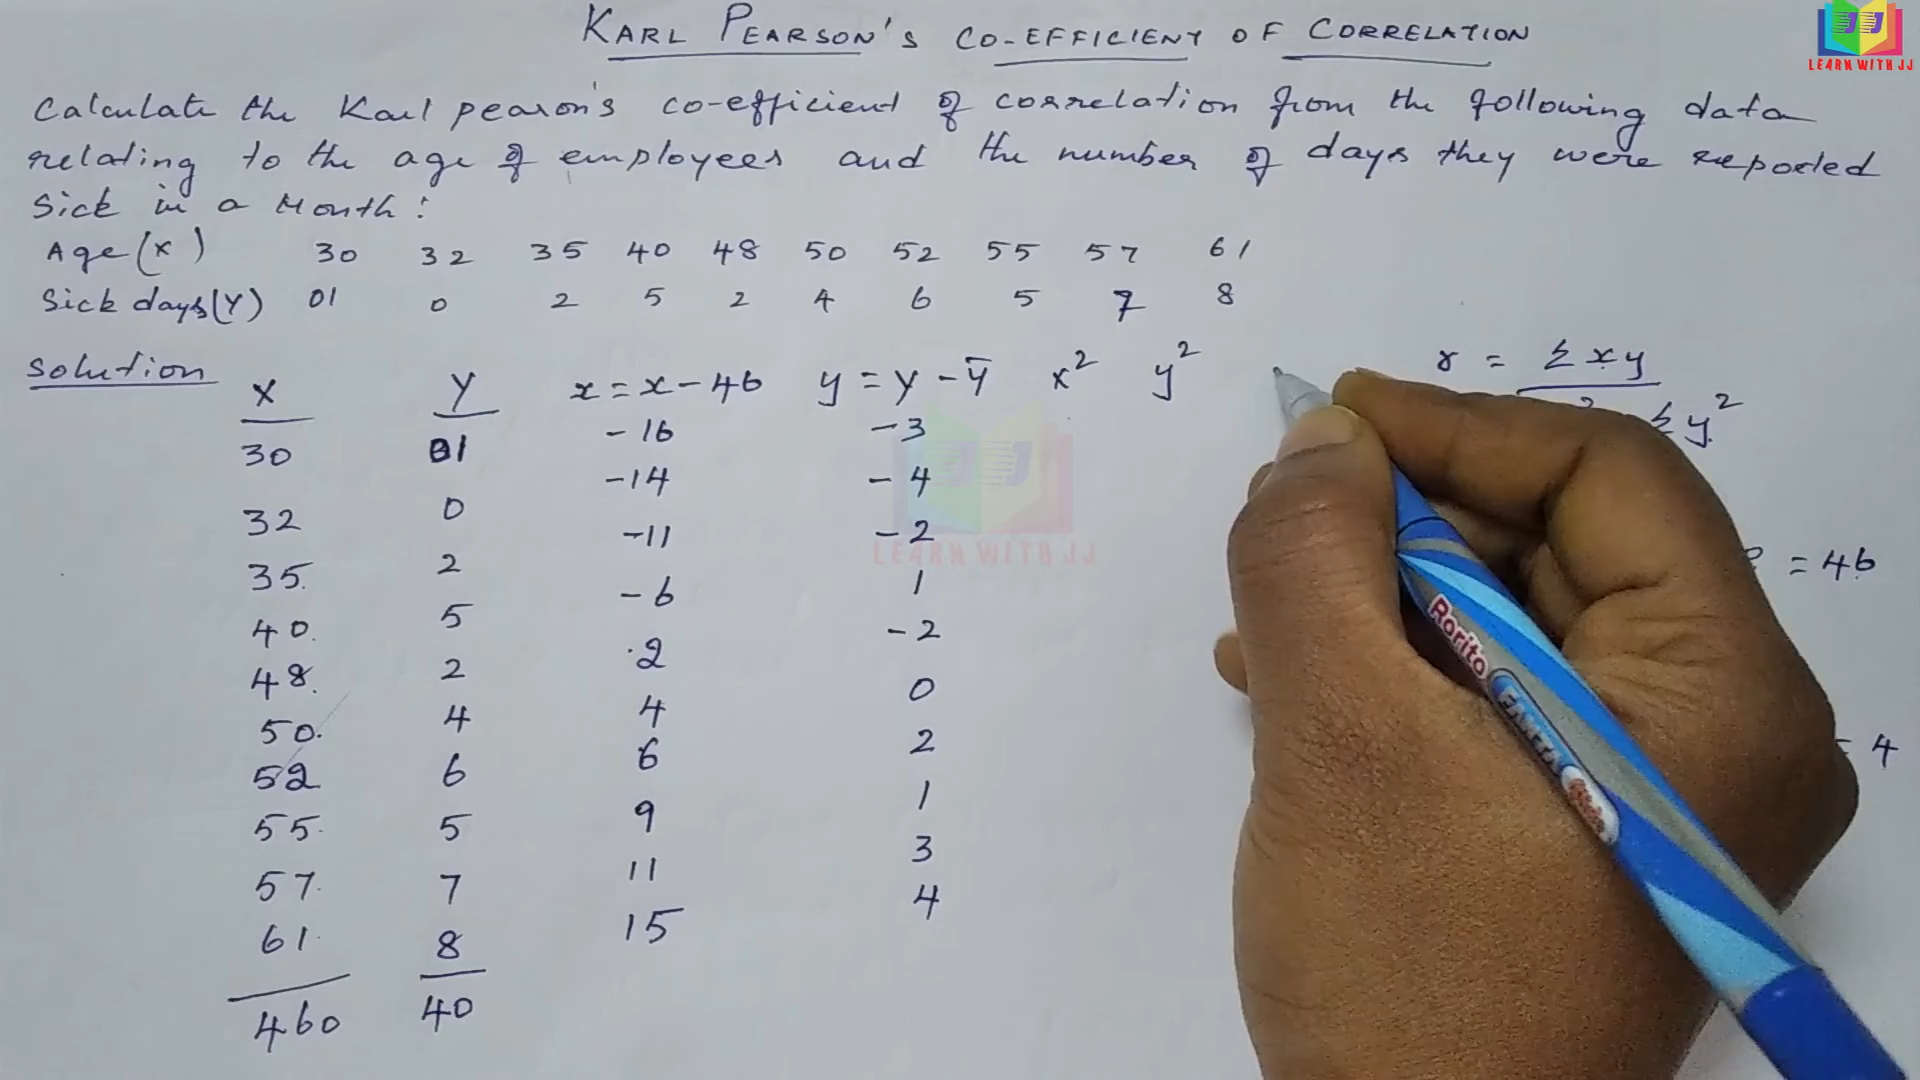 KARL PEARSON'S CO-EFFICIENT OF CORRELATION
LEARN WITH JJ
Calculate the Karl pearson's co-efficient of correlation from the following data
relating to the age of employees and the number of days they were reported
Sick in a Month:
Age (x) 30 32 35 40 48 50 52 55 57 61
Sick days (Y) 01 0 2 5 2 4 6 5 7 8
Solution
X Y x = x - 46 y = y - ȳ x² y² r = Σxy
Σy²
30 01 -16 -3
32 0 -14 -4
35. 2 -11 -2
40. 5 -6 1
48. 2 2 -2
50. 4 4 0
52 6 6 2
55. 5 9 1
57. 7 11 3
61. 8 15 4
460 40
= 46
4
LEARN WITH JJ
Rorito